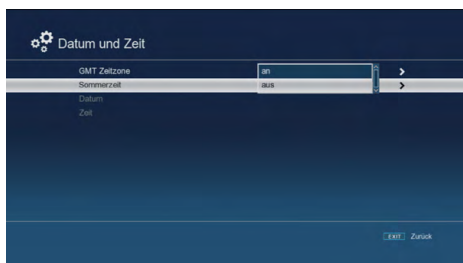 Datum und Zeit
GMT Zeitzone an
Sommerzeit aus
Datum
Zeit
EXIT Zurück